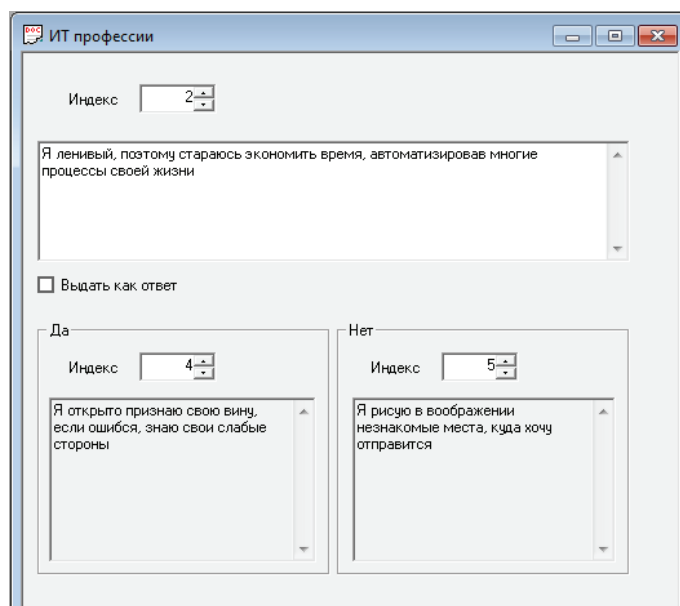 ИТ профессии
Индекс 2
Я ленивый, поэтому стараюсь экономить время, автоматизировав многие
процессы своей жизни
Выдать как ответ
Да
Индекс 4
Я открыто признаю свою вину,
если ошибся, знаю свои слабые
стороны
Нет
Индекс 5
Я рисую в воображении
незнакомые места, куда хочу
отправится